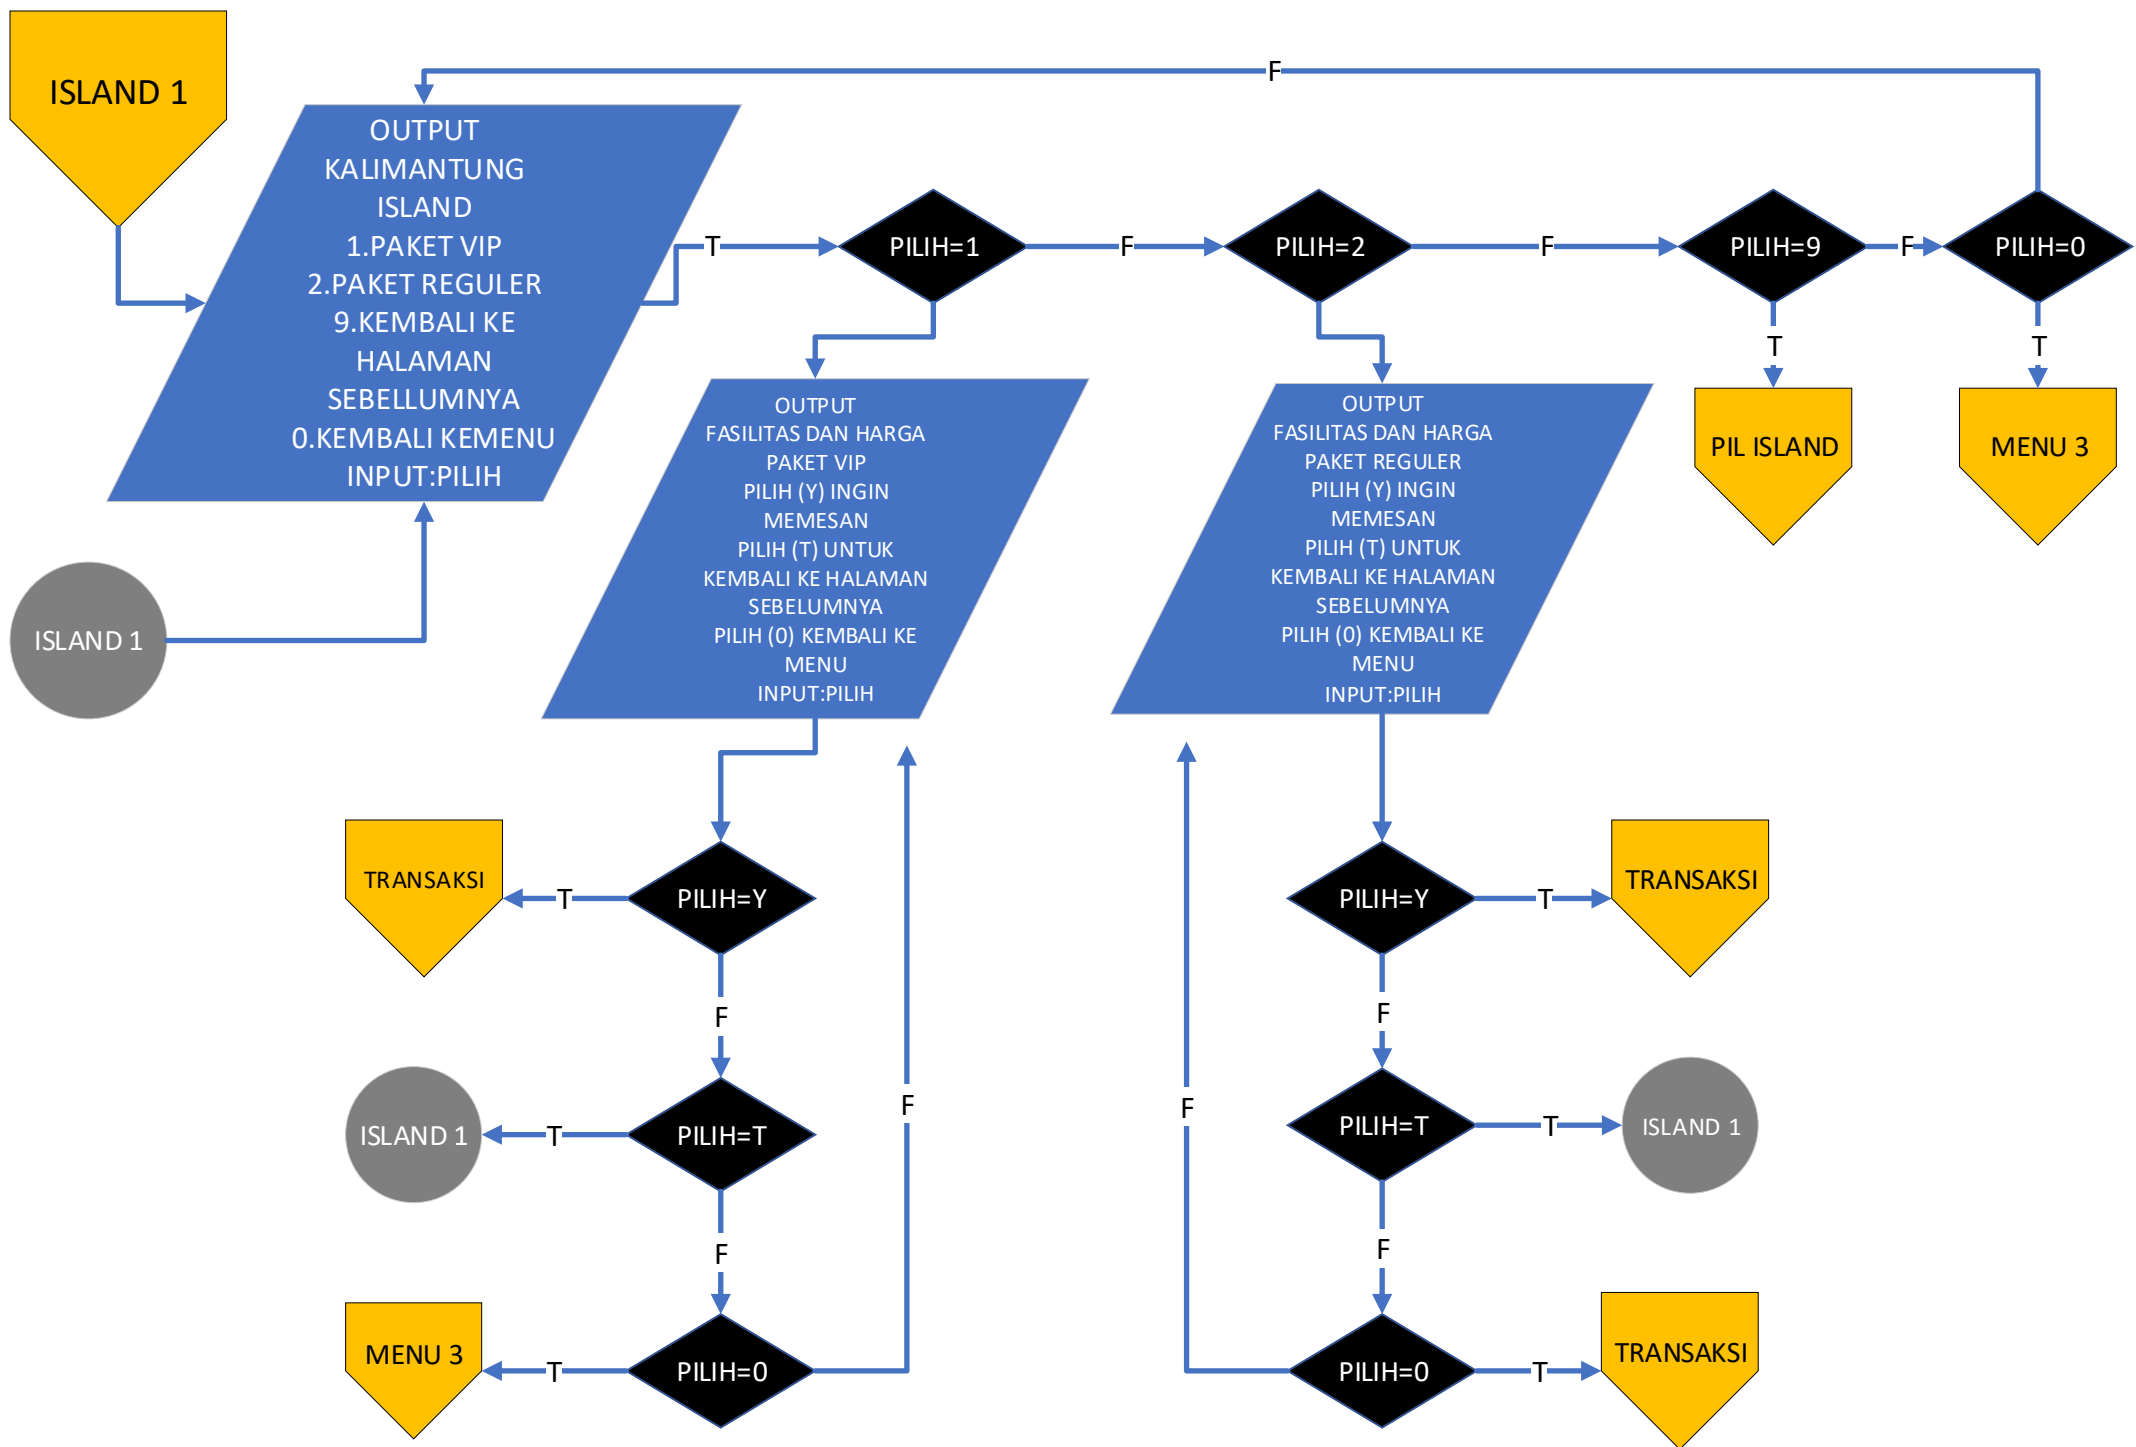 ISLAND 1
F
OUTPUT
KALIMANTUNG
ISLAND
1.PAKET VIP
2.PAKET REGULER
9.KEMBALI KE
HALAMAN
SEBELLUMNYA
0.KEMBALI KEMENU
INPUT:PILIH
T
PILIH=1
F
PILIH=2
F
PILIH=9
F
PILIH=0
T
T
PIL ISLAND
MENU 3
ISLAND 1
OUTPUT
FASILITAS DAN HARGA
PAKET VIP
PILIH (Y) INGIN
MEMESAN
PILIH (T) UNTUK
KEMBALI KE HALAMAN
SEBELUMNYA
PILIH (0) KEMBALI KE
MENU
INPUT:PILIH
OUTPUT
FASILITAS DAN HARGA
PAKET REGULER
PILIH (Y) INGIN
MEMESAN
PILIH (T) UNTUK
KEMBALI KE HALAMAN
SEBELUMNYA
PILIH (0) KEMBALI KE
MENU
INPUT:PILIH
TRANSAKSI
T
PILIH=Y
F
ISLAND 1
T
PILIH=T
F
F
MENU 3
T
PILIH=0
PILIH=Y
T
TRANSAKSI
F
F
PILIH=T
T
ISLAND 1
F
PILIH=0
T
TRANSAKSI